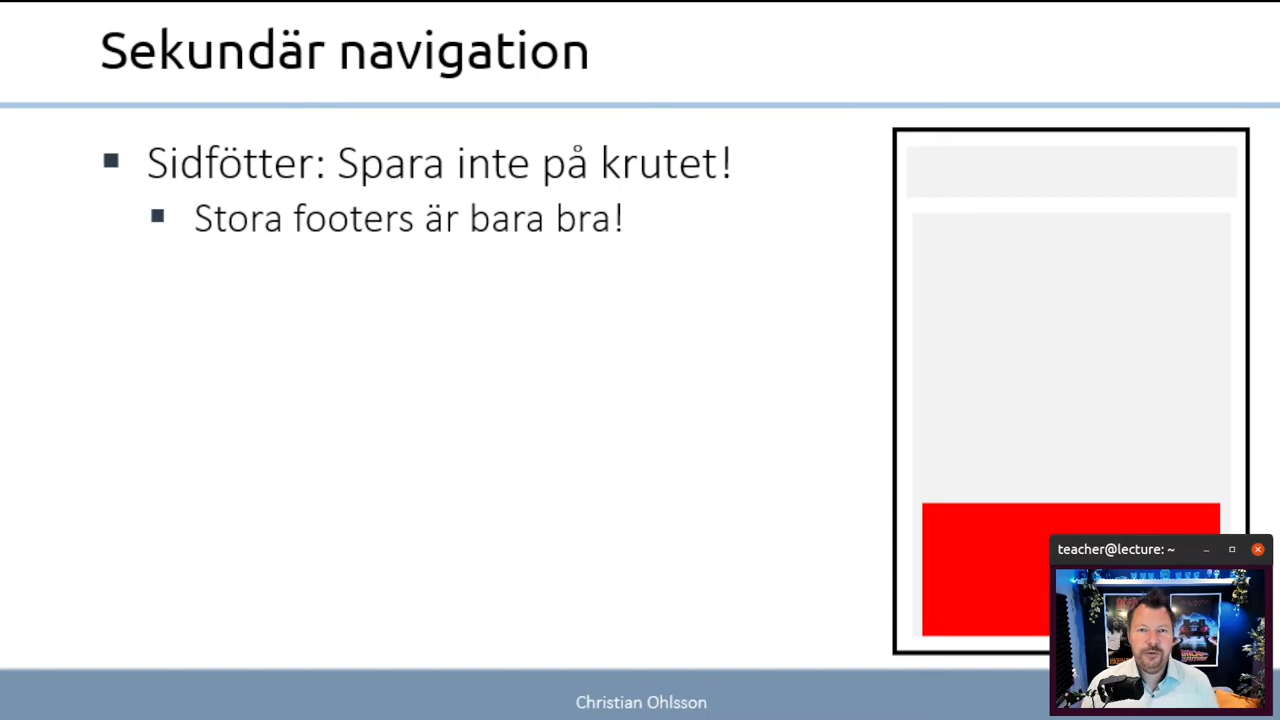 Sekundär navigation
Sidfötter: Spara inte på krutet!
Stora footers är bara bra!
teacher@lecture: ~
Christian Ohlsson